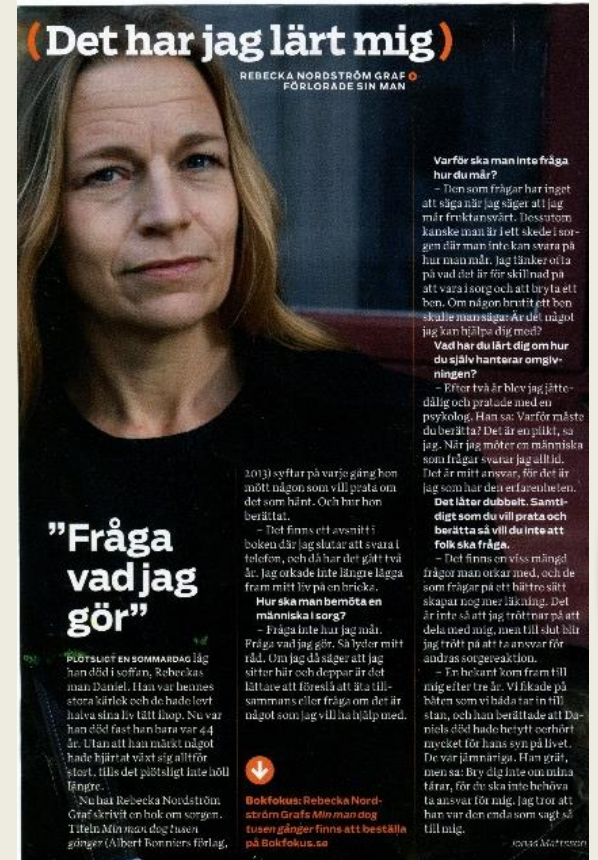 (Det har jag lärt mig)
REBECKA NORDSTRÖM GRAF
FÖRLORADE SIN MAN
”Fråga
vad jag
gör”
PLÖTSLIGT EN SOMMARDAG låg
han död i soffan, Rebeckas
man Daniel. Han var hennes
stora kärlek och de hade levt
halva sina liv tätt ihop. Nu var
han död fast han bara var 44
år. Utan att han märkt något
hade hjärtat växt sig alltför
stort, tills det plötsligt inte höll
längre.
Nu har Rebecka Nordström
Graf skrivit en bok om sorgen.
Titeln Min man dog tusen
gånger (Albert Bonniers förlag,
2013) syftar på varje gång hon
mött någon som vill prata om
det som hänt. Och hur hon
berättat.
– Det finns ett avsnitt i
boken där jag slutar att svara i
telefon, och då har det gått två
år. Jag orkade inte längre lägga
fram mitt liv på en bricka.
Hur ska man bemöta en
människa i sorg?
– Fråga inte hur jag mår.
Fråga vad jag gör. Så lyder mitt
råd. Om jag då säger att jag
sitter här och deppar är det
lättare att föreslå att äta till-
sammans eller fråga om det är
något som jag vill ha hjälp med.
Bokfokus: Rebecka Nord-
ström Grafs Min man dog
tusen gånger finns att beställa
på Bokfokus.se
Varför ska man inte fråga
hur du mår?
– Den som frågar har inget
att säga när jag säger att jag
mår fruktansvärt. Dessutom
kanske man är i ett skede i sor-
gen där man inte kan svara på
hur man mår. Jag tänker ofta
på vad det är för skillnad på
att vara i sorg och att bryta ett
ben. Om någon brutit ett ben
skulle man säga: Är det något
jag kan hjälpa dig med?
Vad har du lärt dig om hur
du själv hanterar omgiv-
ningen?
– Efter två år blev jag jätte-
dålig och pratade med en
psykolog. Han sa: Varför måste
du berätta? Det är en plikt, sa
jag. När jag möter en människa
som frågar svarar jag alltid.
Det är mitt ansvar, för det är
jag som har den erfarenheten.
Det låter dubbelt. Samti-
digt som du vill prata och
berätta så vill du inte att
folk ska fråga.
– Det finns en viss mängd
frågor man orkar med, och de
som frågar på ett bättre sätt
skapar nog mer läkning. Det
är inte så att jag tröttnar på att
dela med mig, men till slut blir
jag trött på att ta ansvar för
andras sorgereaktion.
– En bekant kom fram till
mig efter tre år. Vi fikade på
båten som vi båda tar in till
stan, och han berättade att Da-
niels död hade betytt oerhört
mycket för hans syn på livet.
De var jämnåriga. Han grät,
men sa: Bry dig inte om mina
tårar, för du ska inte behöva
ta ansvar för mig. Jag tror att
han var den enda som sagt så
till mig.
Jonas Mattsson